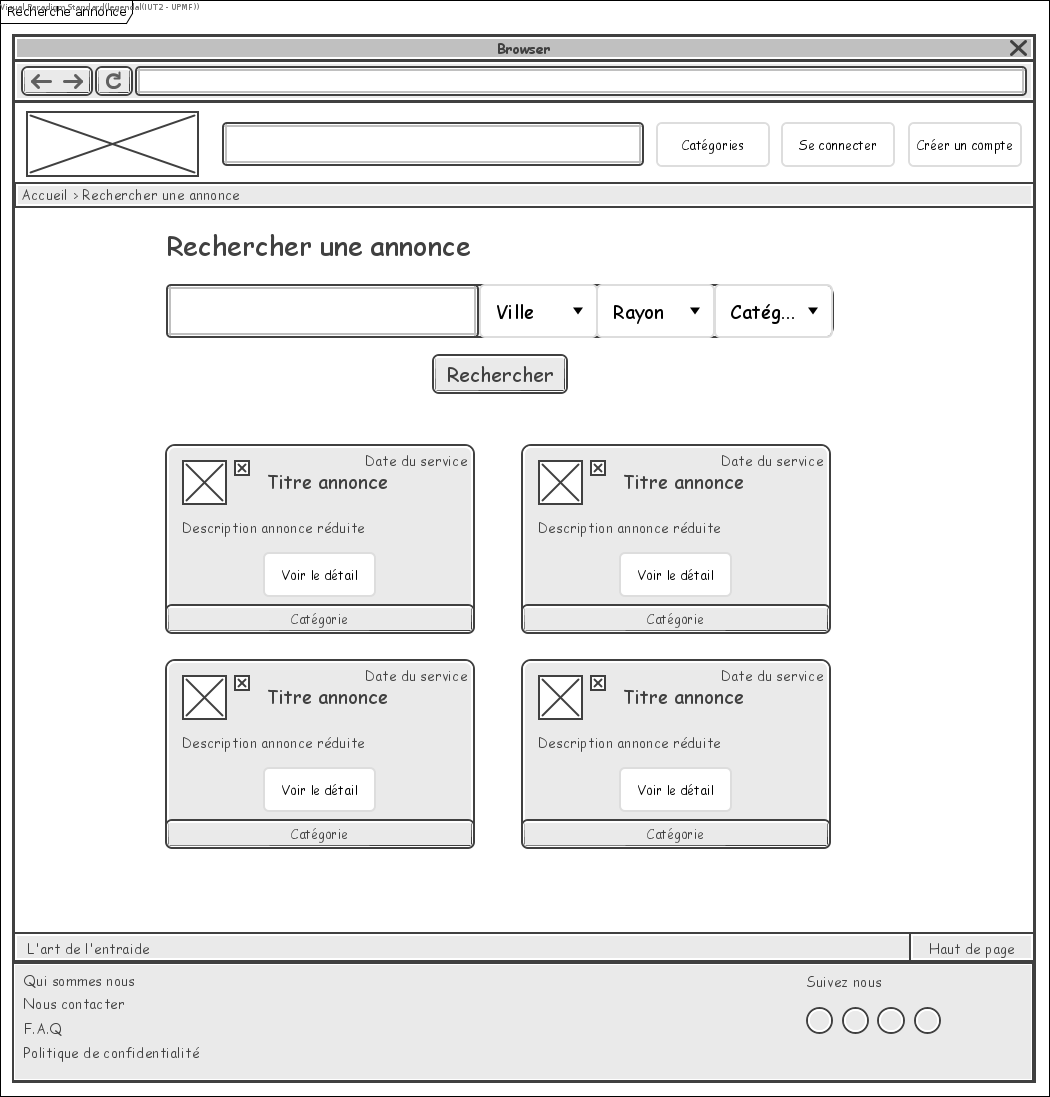 Visual Paradigm Standard(legendal(IUT2 - UPMF))
Recherche annonce
Browser
Catégories
Se connecter
Créer un compte
Accueil > Rechercher une annonce
Rechercher une annonce
Ville
Rayon
Catég...
Rechercher
Date du service
Titre annonce
Description annonce réduite
Voir le détail
Catégorie
Date du service
Titre annonce
Description annonce réduite
Voir le détail
Catégorie
Date du service
Titre annonce
Description annonce réduite
Voir le détail
Catégorie
Date du service
Titre annonce
Description annonce réduite
Voir le détail
Catégorie
L'art de l'entraide
Haut de page
Qui sommes nous
Nous contacter
F.A.Q
Politique de confidentialité
Suivez nous